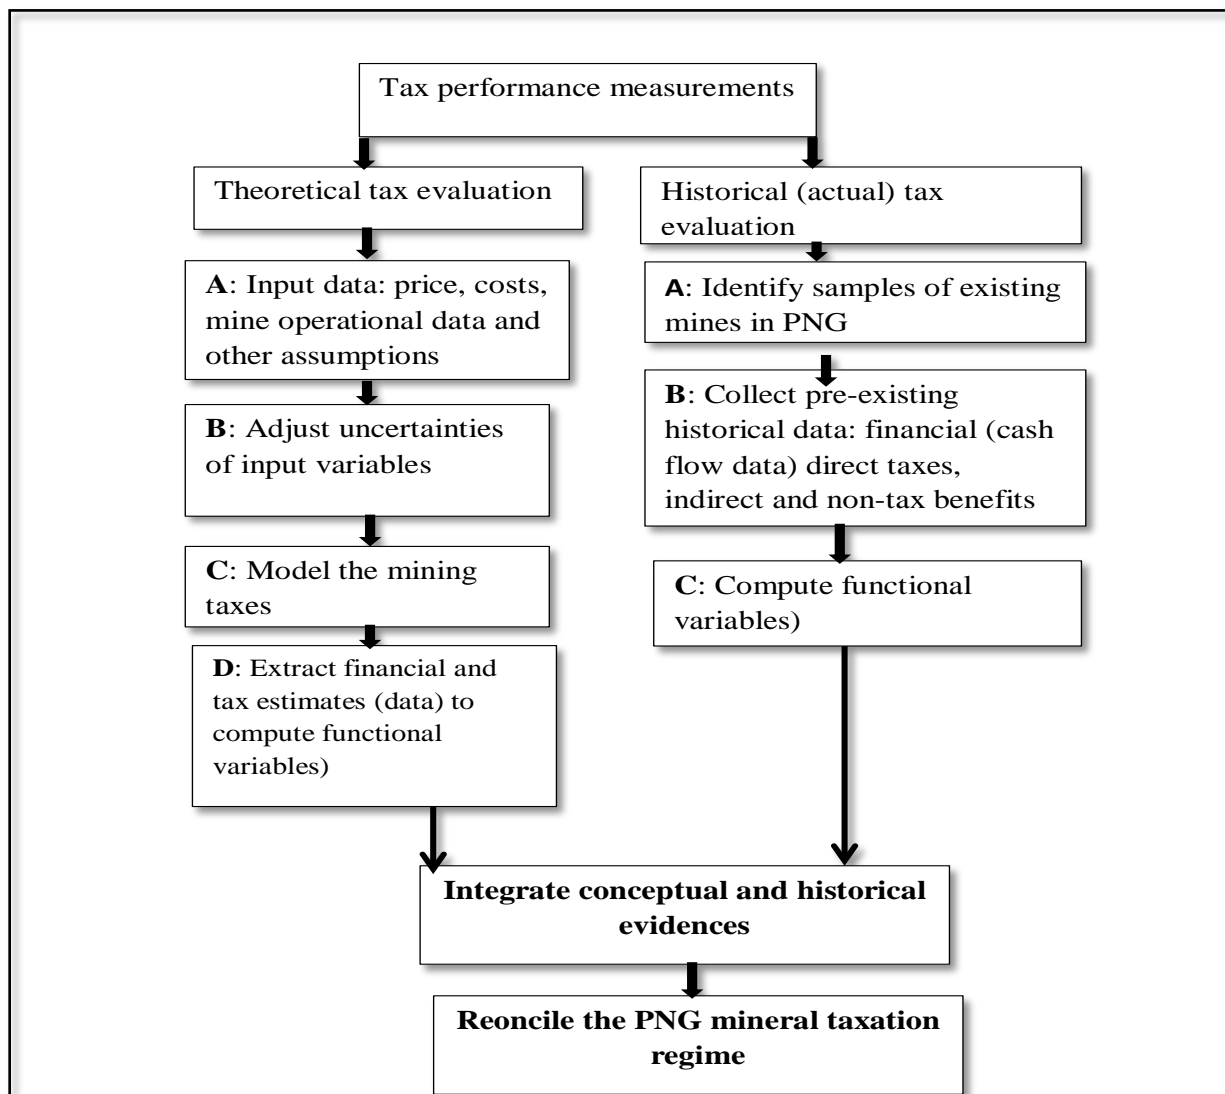 Tax performance measurements
Theoretical tax evaluation
A: Input data: price, costs,
mine operational data and
other assumptions
B: Adjust uncertainties
of input variables
C: Model the mining
taxes
D: Extract financial and
tax estimates (data) to
compute functional
variables)
Historical (actual) tax
evaluation
A: Identify samples of existing
mines in PNG
B: Collect pre-existing
historical data: financial (cash
flow data) direct taxes,
indirect and non-tax benefits
C: Compute functional
variables)
Integrate conceptual and historical
evidences
Reoncile the PNG mineral taxation
regime